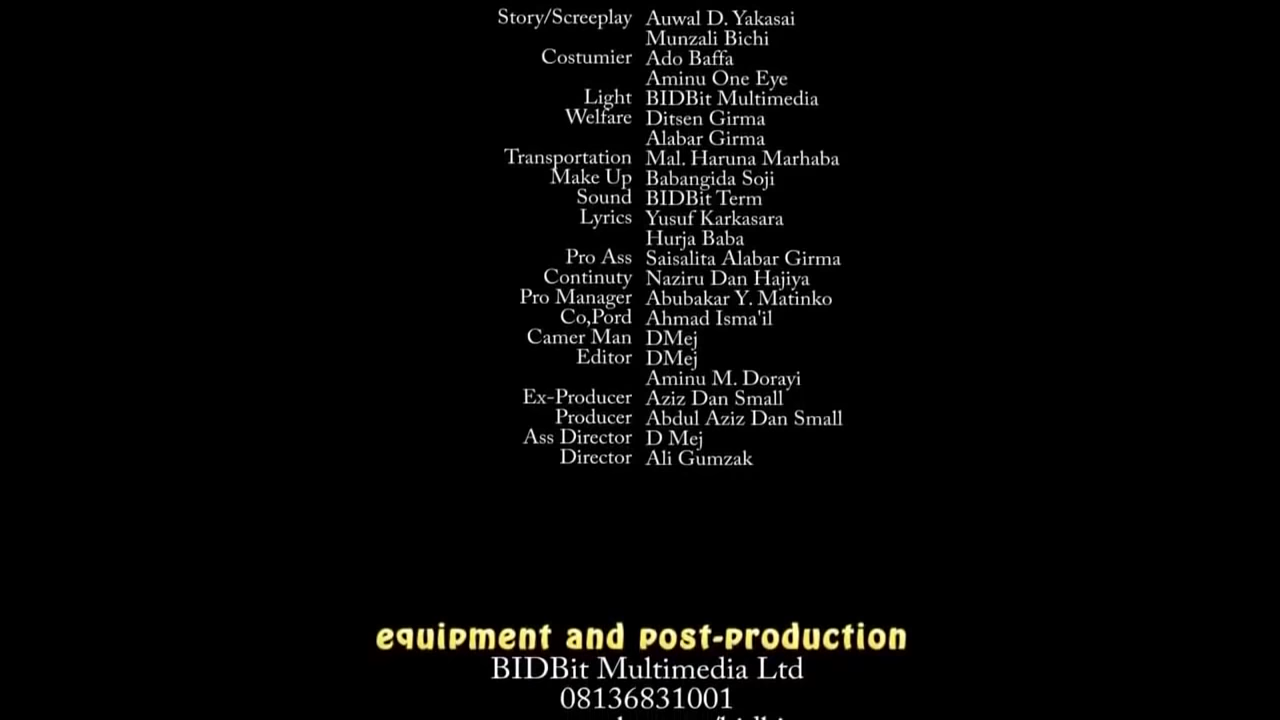 Story/Screeplay Auwal D. Yakasai
Munzali Bichi
Costumier Ado Baffa
Aminu One Eye
Light BIDBit Multimedia
Welfare Ditsen Girma
Alabar Girma
Transportation Mal. Haruna Marhaba
Make Up Babangida Soji
Sound BIDBit Term
Lyrics Yusuf Karkasara
Hurja Baba
Pro Ass Saisalita Alabar Girma
Continuty Naziru Dan Hajiya
Pro Manager Abubakar Y. Matinko
Co,Pord Ahmad Isma'il
Camer Man DMej
Editor DMej
Aminu M. Dorayi
Ex-Producer Aziz Dan Small
Producer Abdul Aziz Dan Small
Ass Director D Mej
Director Ali Gumzak
equipment and post-production
BIDBit Multimedia Ltd
08136831001